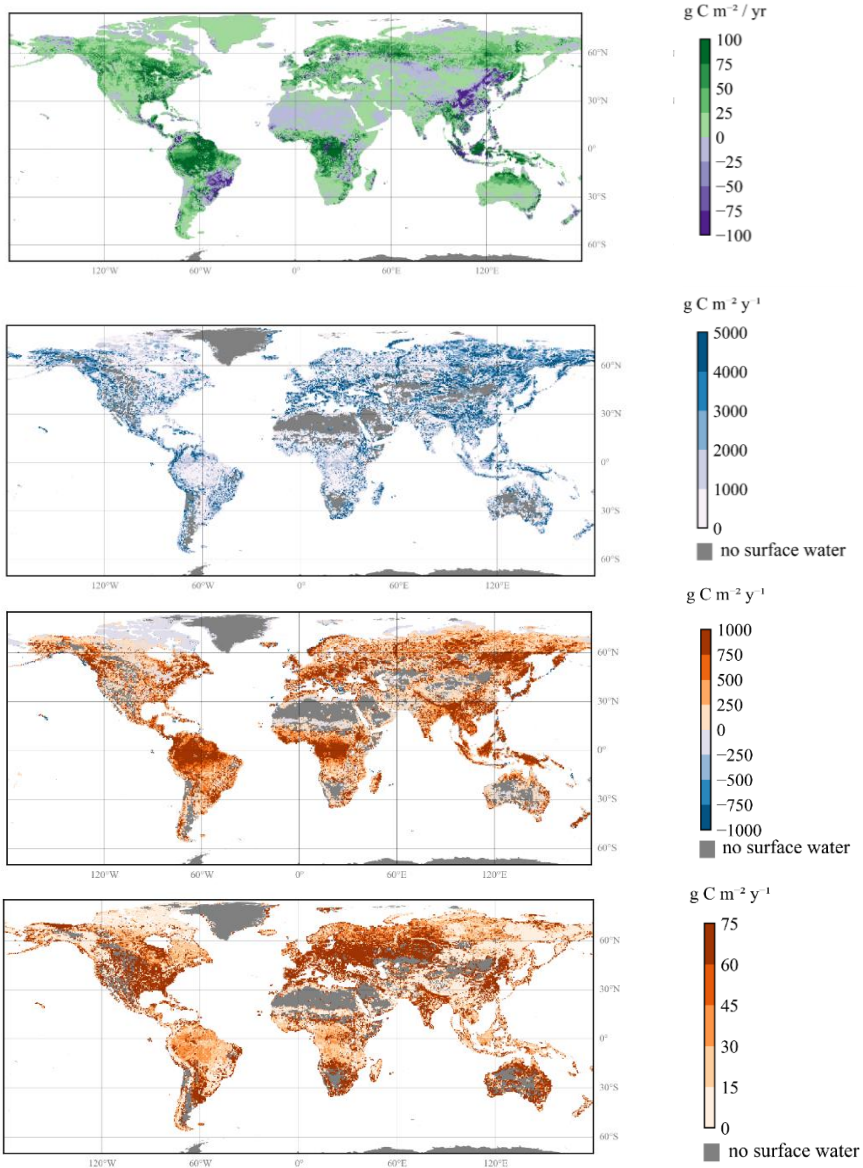 g C m⁻² / yr
100
75
50
25
0
−25
−50
−75
−100
60°N
30°N
0°
30°S
60°S
120°W 60°W 0° 60°E 120°E
g C m⁻² y⁻¹
5000
4000
3000
2000
1000
0
no surface water
60°N
30°N
0°
30°S
60°S
120°W 60°W 0° 60°E 120°E
g C m⁻² y⁻¹
1000
750
500
250
0
−250
−500
−750
−1000
no surface water
60°N
30°N
0°
30°S
60°S
120°W 60°W 0° 60°E 120°E
g C m⁻² y⁻¹
75
60
45
30
15
0
no surface water
60°N
30°N
0°
30°S
60°S
120°W 60°W 0° 60°E 120°E